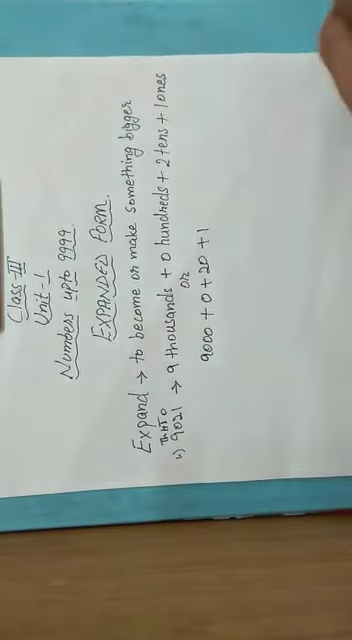 Class-III
Unit-1
Numbers upto 9999
EXPANDED FORM.
Expand → to become or make something bigger
Th H T O
9021 → 9 thousands + 0 hundreds + 2 tens + 1 ones
or
9000 + 0 + 20 + 1